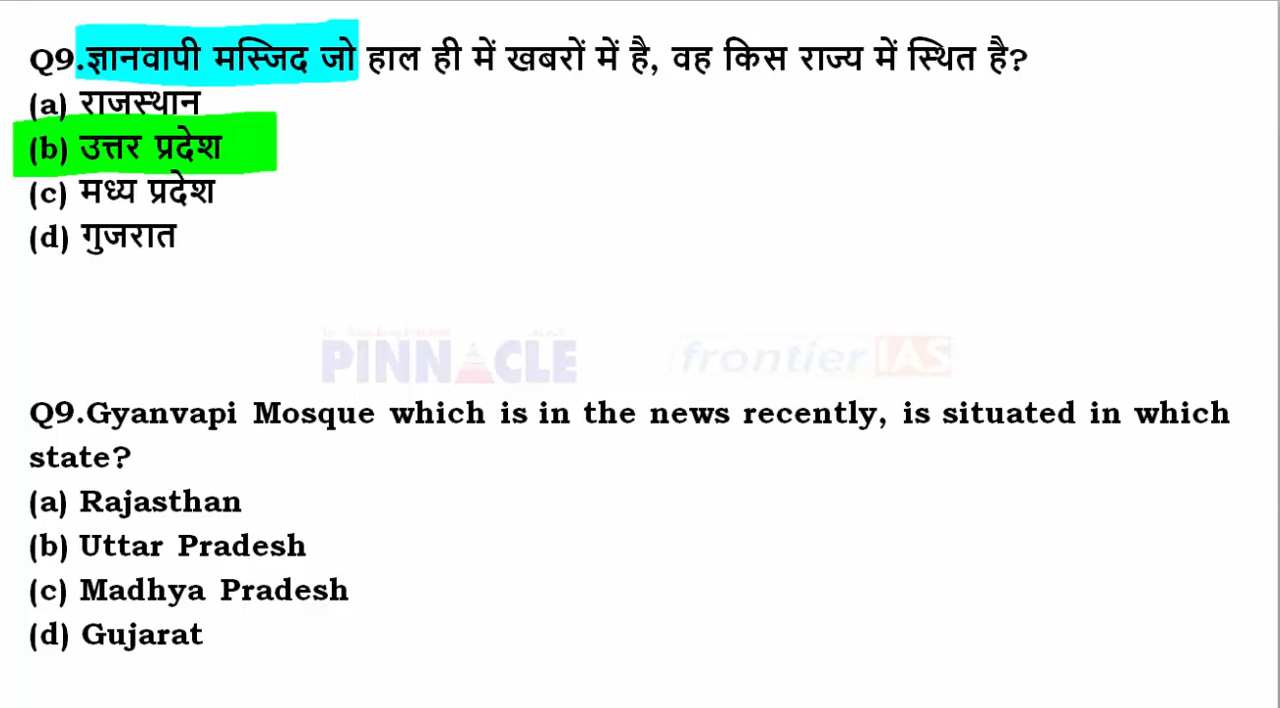 Q9.ज्ञानवापी मस्जिद जो हाल ही में खबरों में है, वह किस राज्य में स्थित है?
(a) राजस्थान
(b) उत्तर प्रदेश
(c) मध्य प्रदेश
(d) गुजरात
PINNACLE
frontier IAS
Q9.Gyanvapi Mosque which is in the news recently, is situated in which
state?
(a) Rajasthan
(b) Uttar Pradesh
(c) Madhya Pradesh
(d) Gujarat